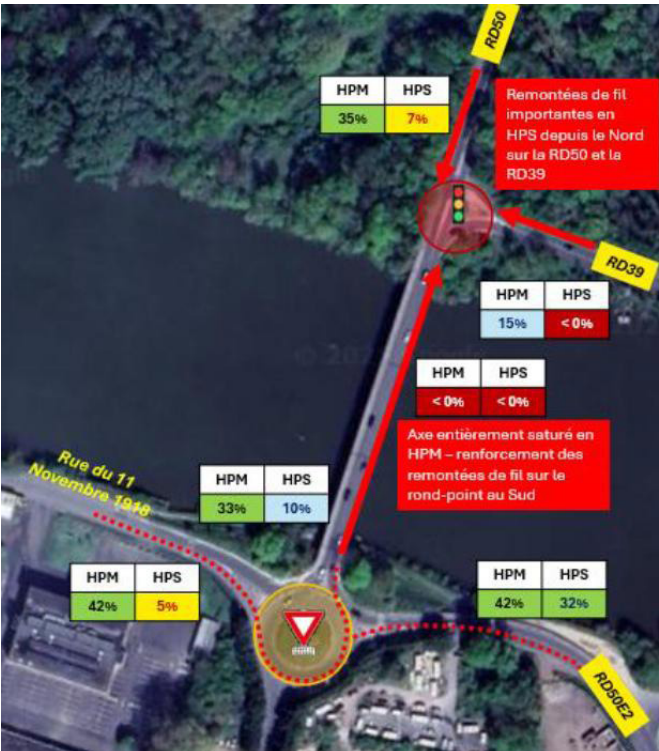 RD50
HPM HPS
35% 7%
Remontées de fil
importantes en
HPS depuis le Nord
sur la RD50 et la
RD39
RD39
HPM HPS
15% < 0%
HPM HPS
< 0% < 0%
Axe entièrement saturé en
HPM – renforcement des
remontées de fil sur le
rond-point au Sud
Rue du 11
Novembre 1918
HPM HPS
33% 10%
HPM HPS
42% 5%
HPM HPS
42% 32%
RD50E2